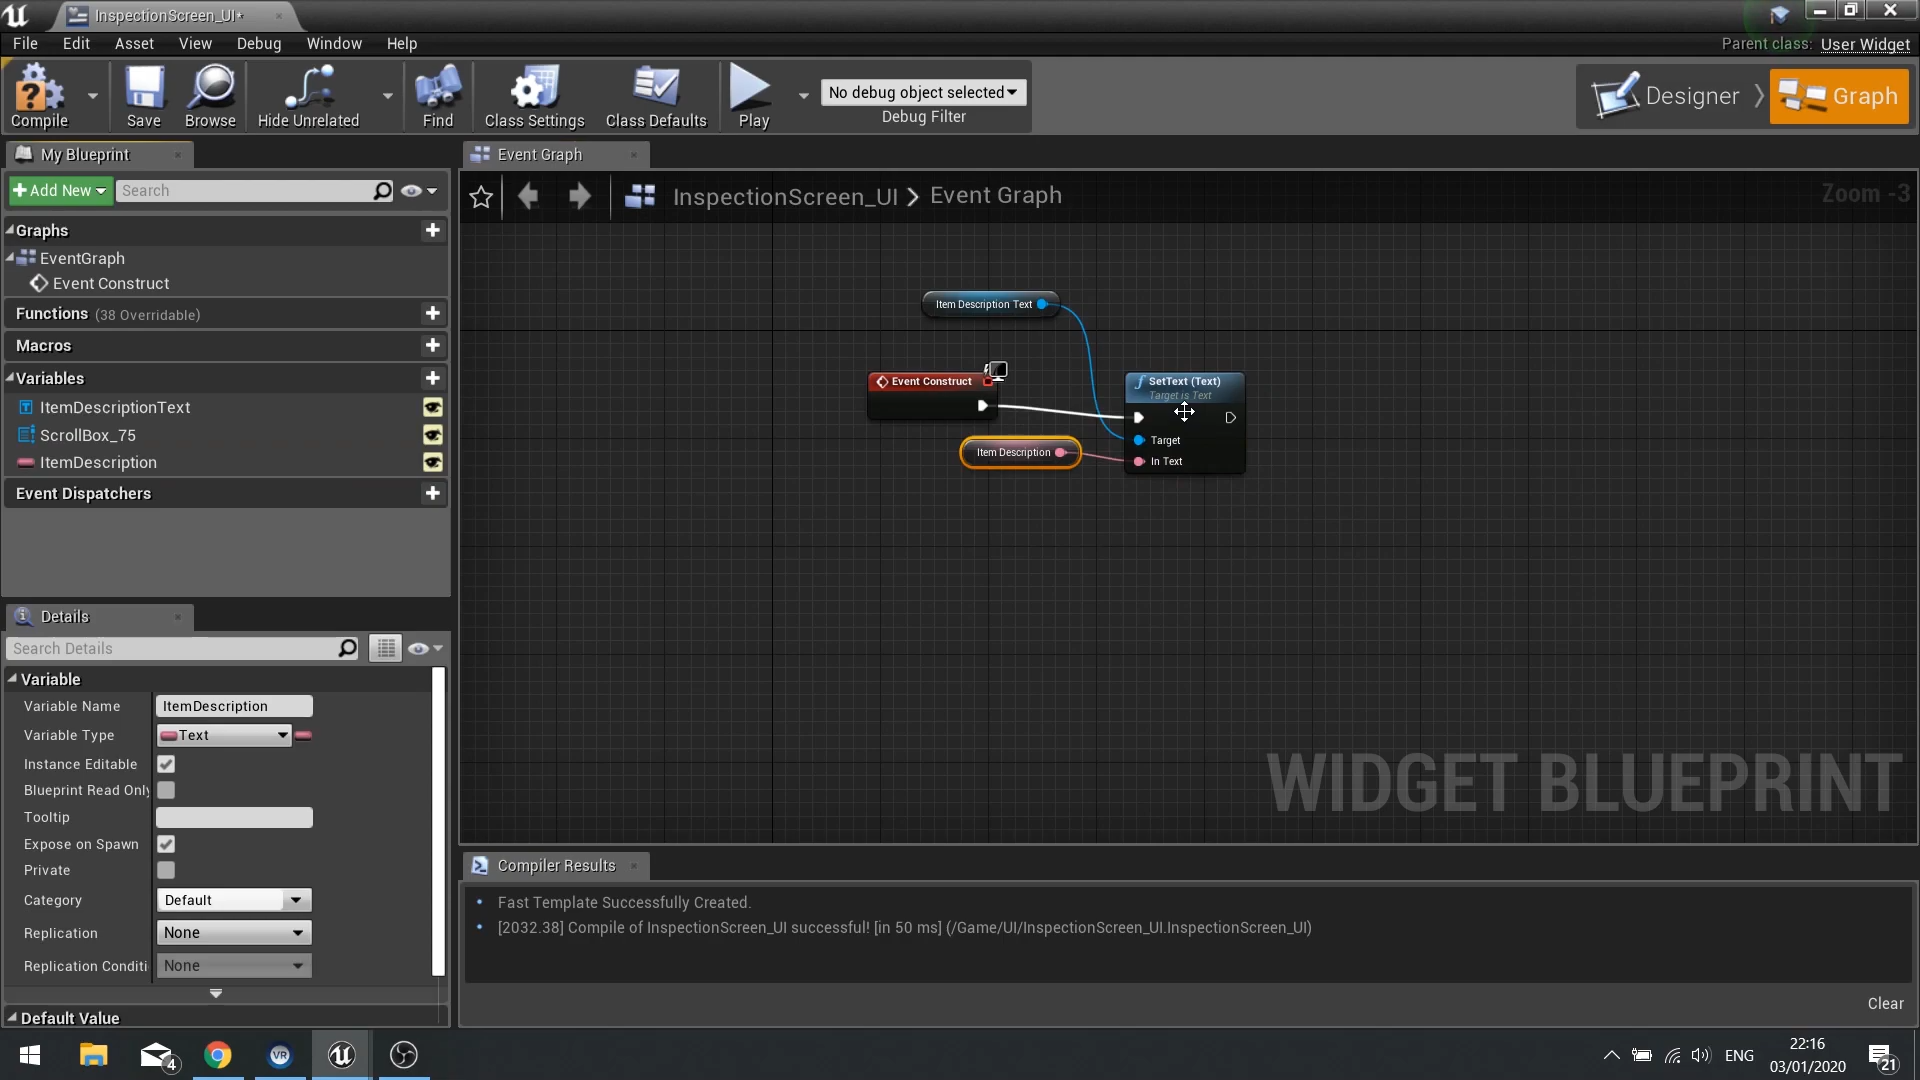 InspectionScreen_UI*
File Edit Asset View Debug Window Help
Parent class: User Widget
Compile Save Browse Hide Unrelated Find Class Settings Class Defaults Play
No debug object selected
Debug Filter
Designer Graph
My Blueprint
Event Graph
Add New Search
InspectionScreen_UI > Event Graph
Zoom -3
Graphs
EventGraph
Event Construct
Functions (38 Overridable)
Macros
Variables
ItemDescriptionText
ScrollBox_75
ItemDescription
Event Dispatchers
Item Description Text
Event Construct
SetText (Text)
Target is Text
Target
Item Description
In Text
WIDGET BLUEPRINT
Details
Search Details
Variable
Variable Name ItemDescription
Variable Type Text
Instance Editable
Blueprint Read Only
Tooltip
Expose on Spawn
Private
Category Default
Replication None
Replication Conditi None
Default Value
Compiler Results
Fast Template Successfully Created.
[2032.38] Compile of InspectionScreen_UI successful! [in 50 ms] (/Game/UI/InspectionScreen_UI.InspectionScreen_UI)
Clear
4
VR
ENG
22:16
03/01/2020
21